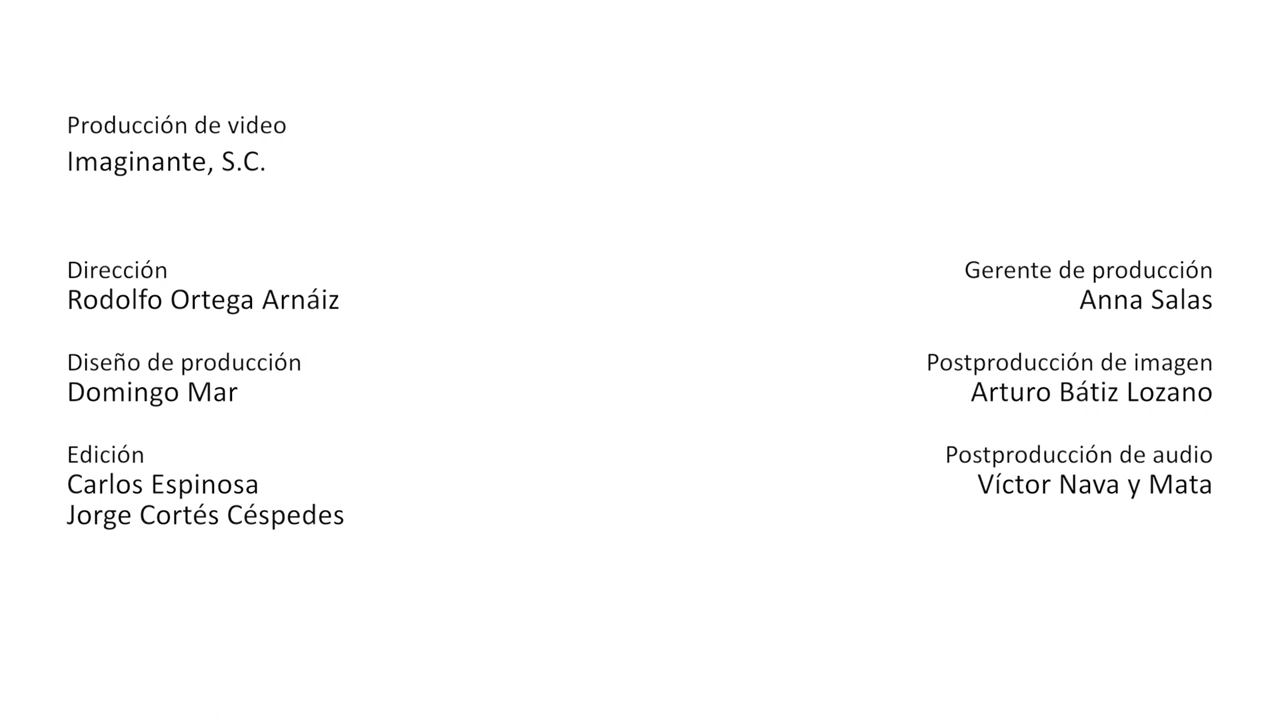 Producción de video
Imaginante, S.C.
Dirección
Rodolfo Ortega Arnáiz
Diseño de producción
Domingo Mar
Edición
Carlos Espinosa
Jorge Cortés Céspedes
Gerente de producción
Anna Salas
Postproducción de imagen
Arturo Bátiz Lozano
Postproducción de audio
Víctor Nava y Mata